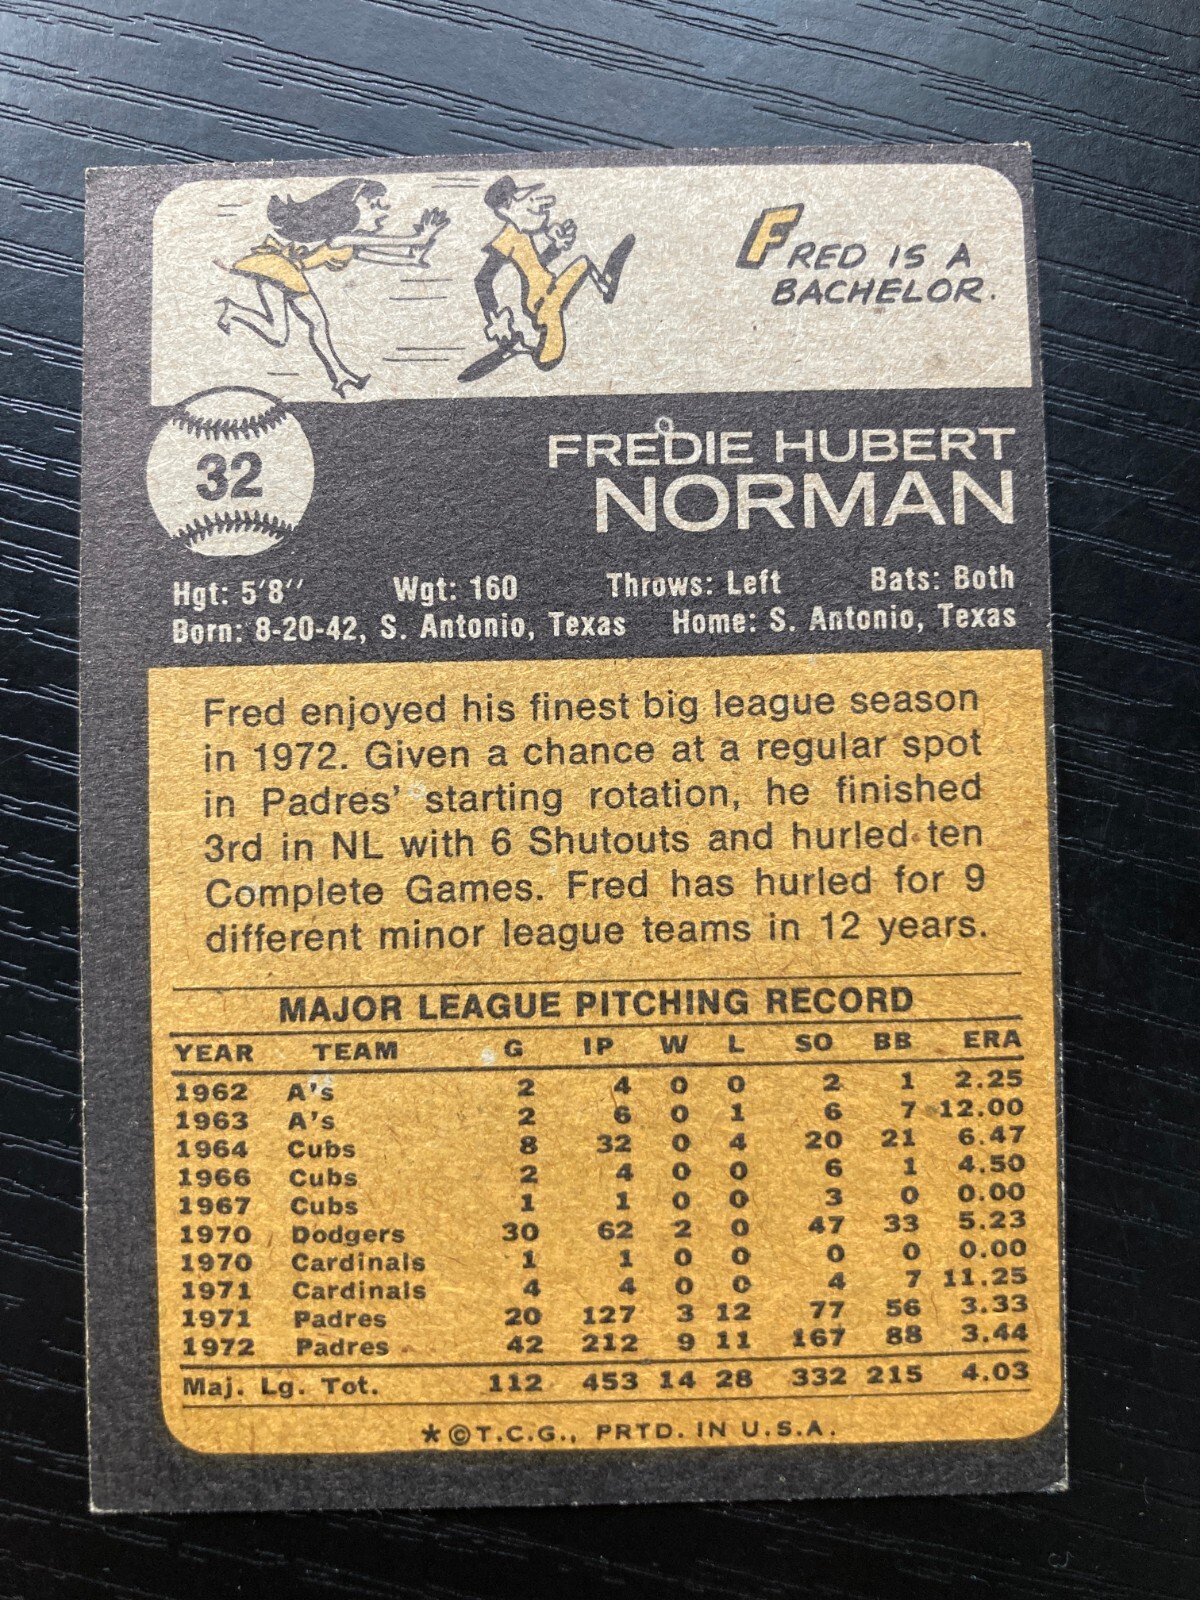 FRED IS A
BACHELOR.
32
FREDIE HUBERT
NORMAN
Hgt: 5'8'' Wgt: 160 Throws: Left Bats: Both
Born: 8-20-42, S. Antonio, Texas Home: S. Antonio, Texas
Fred enjoyed his finest big league season
in 1972. Given a chance at a regular spot
in Padres' starting rotation, he finished
3rd in NL with 6 Shutouts and hurled ten
Complete Games. Fred has hurled for 9
different minor league teams in 12 years.
MAJOR LEAGUE PITCHING RECORD
YEAR TEAM G IP W L SO BB ERA
1962 A's 2 4 0 0 2 1 2.25
1963 A's 2 6 0 1 6 7 12.00
1964 Cubs 8 32 0 4 20 21 6.47
1966 Cubs 2 4 0 0 6 1 4.50
1967 Cubs 1 1 0 0 3 0 0.00
1970 Dodgers 30 62 2 0 47 33 5.23
1970 Cardinals 1 1 0 0 0 0 0.00
1971 Cardinals 4 4 0 0 4 7 11.25
1971 Padres 20 127 3 12 77 56 3.33
1972 Padres 42 212 9 11 167 88 3.44
Maj. Lg. Tot. 112 453 14 28 332 215 4.03
*©T.C.G., PRTD. IN U.S.A.